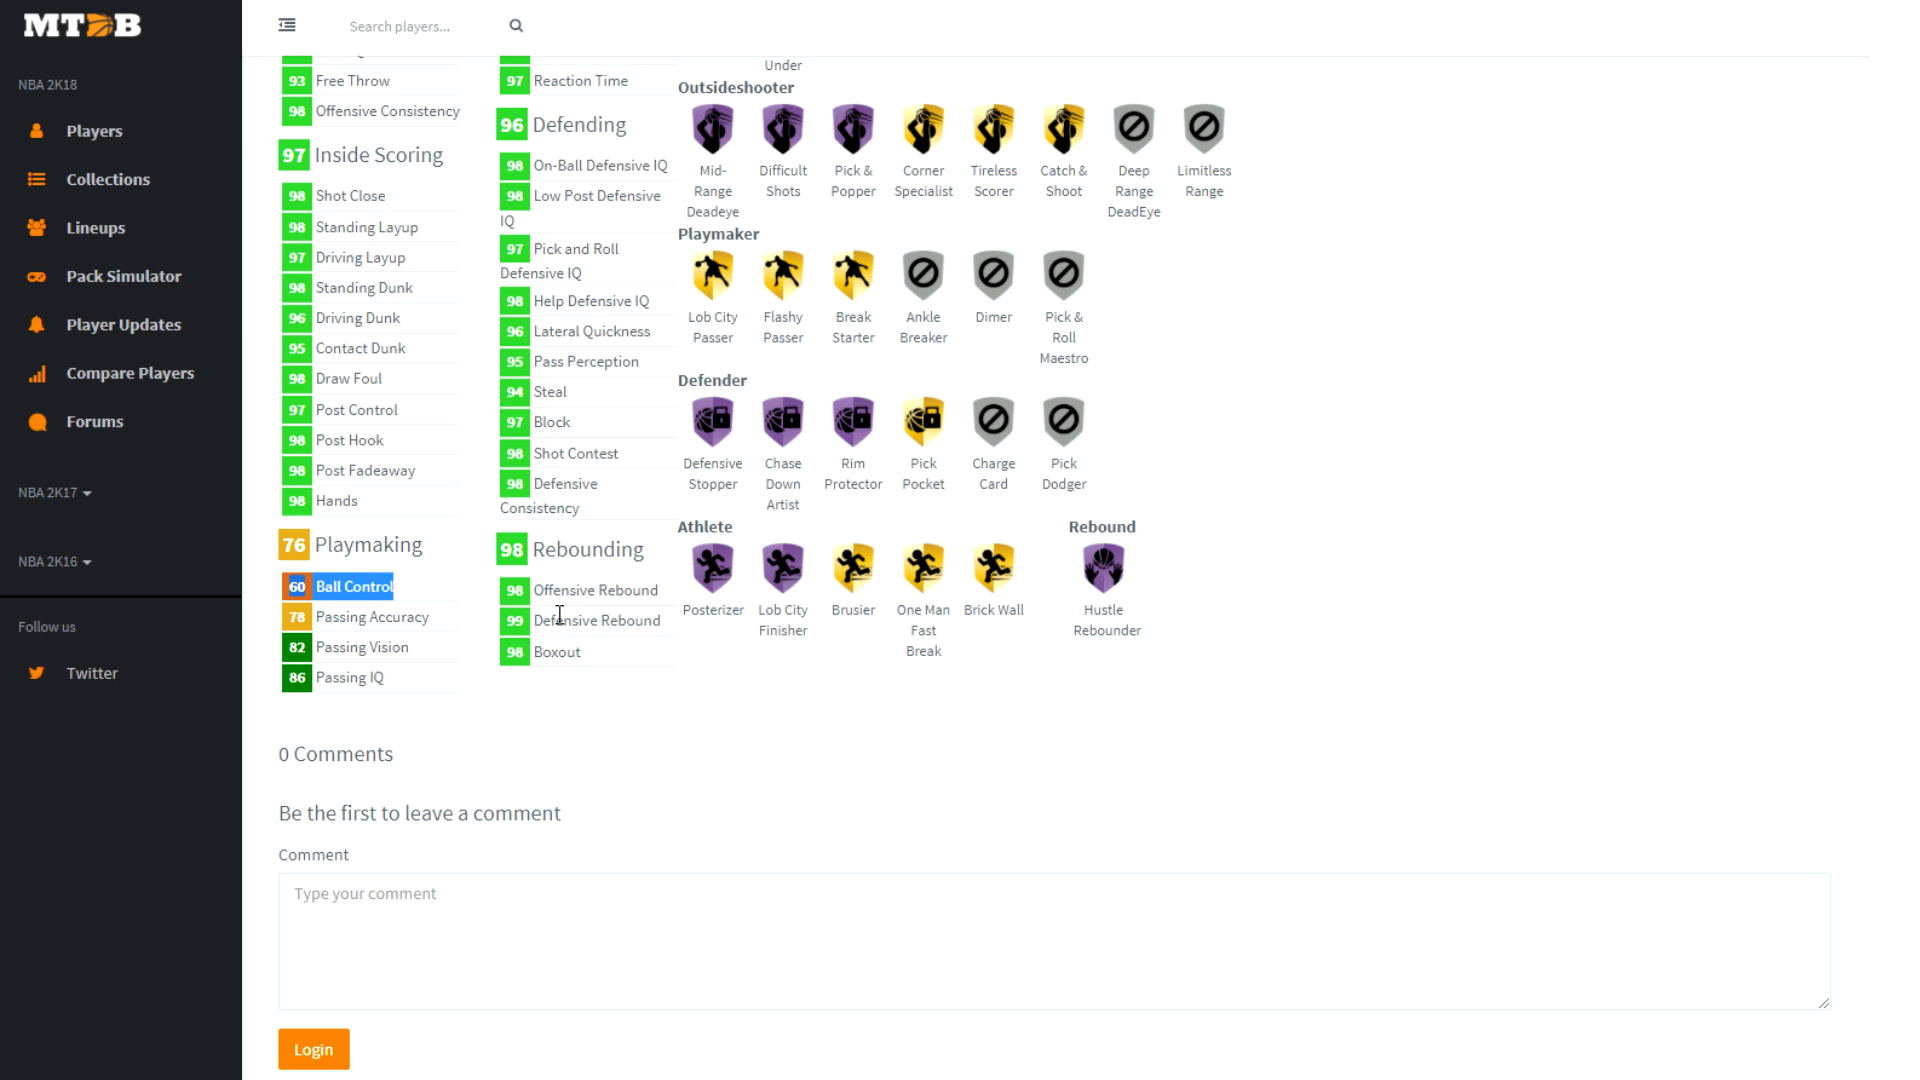 MTDB
Search players...
NBA 2K18
Players
Collections
Lineups
Pack Simulator
Player Updates
Compare Players
Forums
NBA 2K17
NBA 2K16
Follow us
Twitter
93 Free Throw
98 Offensive Consistency
97 Inside Scoring
98 Shot Close
98 Standing Layup
97 Driving Layup
98 Standing Dunk
96 Driving Dunk
95 Contact Dunk
98 Draw Foul
97 Post Control
98 Post Hook
98 Post Fadeaway
98 Hands
76 Playmaking
60 Ball Control
78 Passing Accuracy
82 Passing Vision
86 Passing IQ
97 Reaction Time
96 Defending
98 On-Ball Defensive IQ
98 Low Post Defensive
IQ
97 Pick and Roll
Defensive IQ
98 Help Defensive IQ
96 Lateral Quickness
95 Pass Perception
94 Steal
97 Block
98 Shot Contest
98 Defensive
Consistency
98 Rebounding
98 Offensive Rebound
99 Defensive Rebound
98 Boxout
Under
Outsideshooter
Mid-
Range
Deadeye
Difficult
Shots
Pick &
Popper
Corner
Specialist
Tireless
Scorer
Catch &
Shoot
Deep
Range
DeadEye
Limitless
Range
Playmaker
Lob City
Passer
Flashy
Passer
Break
Starter
Ankle
Breaker
Dimer
Pick &
Roll
Maestro
Defender
Defensive
Stopper
Chase
Down
Artist
Rim
Protector
Pick
Pocket
Charge
Card
Pick
Dodger
Athlete
Posterizer
Lob City
Finisher
Brusier
One Man
Fast
Break
Brick Wall
Rebound
Hustle
Rebounder
0 Comments
Be the first to leave a comment
Comment
Type your comment
Login